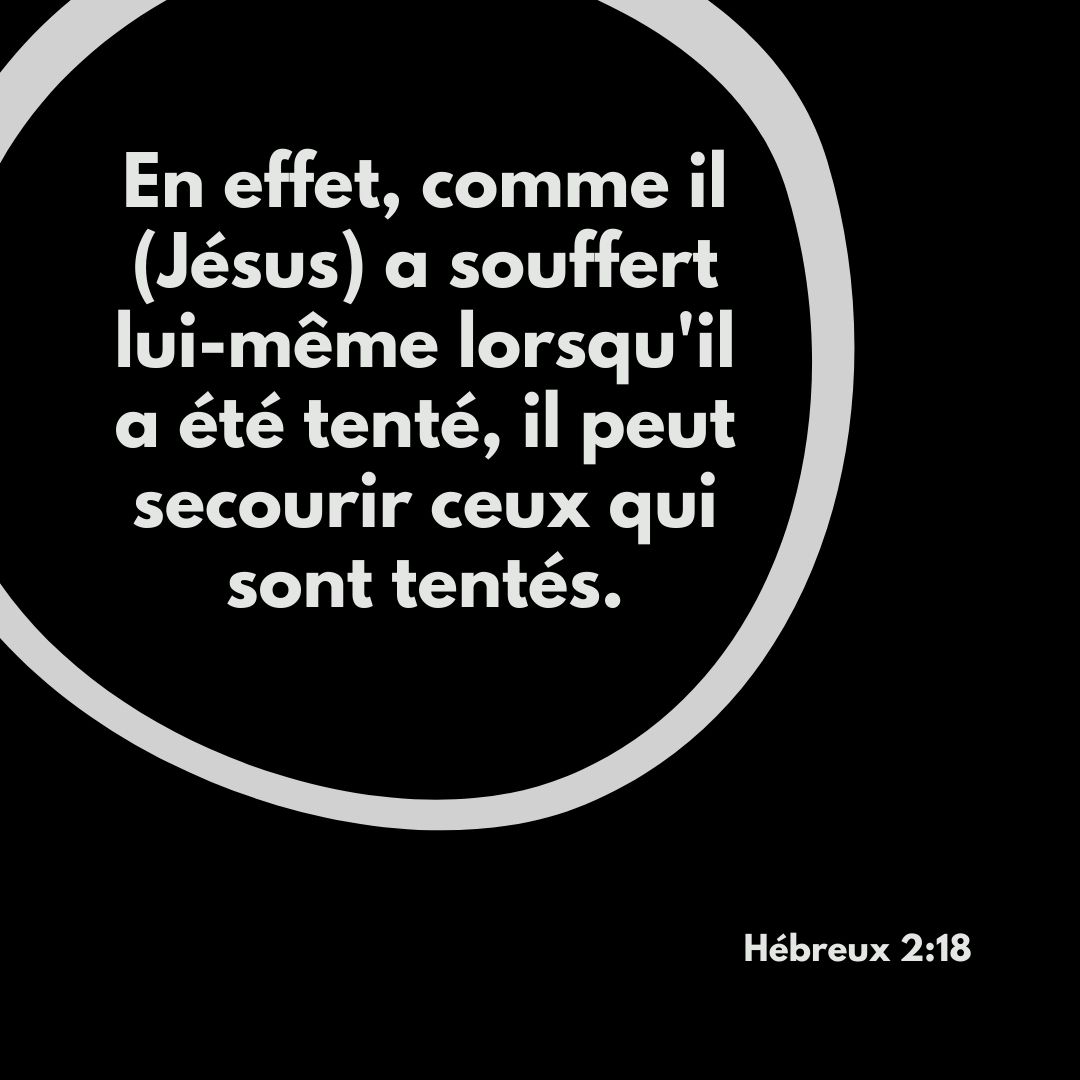 En effet, comme il
(Jésus) a souffert
lui-même lorsqu'il
a été tenté, il peut
secourir ceux qui
sont tentés.
Hébreux 2:18